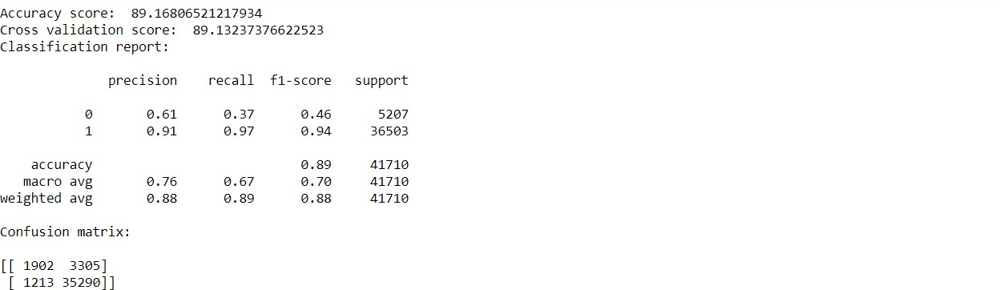 Accuracy score:  89.16806521217934
Cross validation score:  89.13237376622523
Classification report:
              precision    recall  f1-score   support
           0       0.61      0.37      0.46      5207
           1       0.91      0.97      0.94     36503
    accuracy                           0.89     41710
   macro avg       0.76      0.67      0.70     41710
weighted avg       0.88      0.89      0.88     41710
Confusion matrix:
[[ 1902  3305]
 [ 1213 35290]]